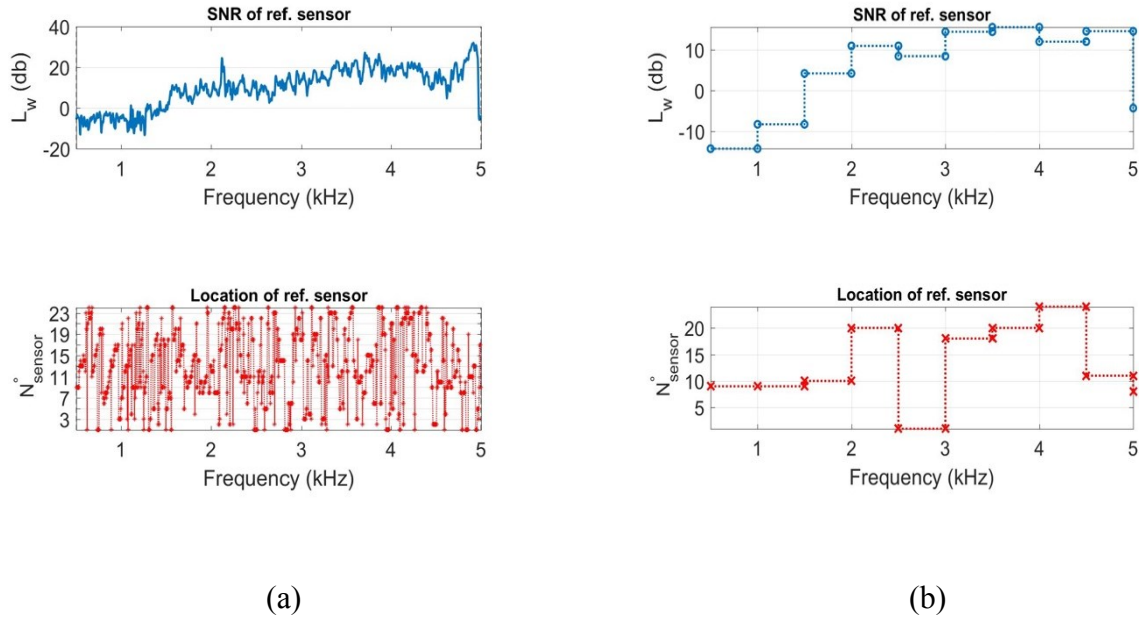 SNR of ref. sensor
L_w (db)
40
20
0
-20
1 2 3 4 5
Frequency (kHz)
Location of ref. sensor
N°sensor
23
19
15
11
7
3
1 2 3 4 5
Frequency (kHz)
(a)
SNR of ref. sensor
L_w (db)
10
0
-10
1 2 3 4 5
Frequency (kHz)
Location of ref. sensor
N°sensor
20
15
10
5
1 2 3 4 5
Frequency (kHz)
(b)